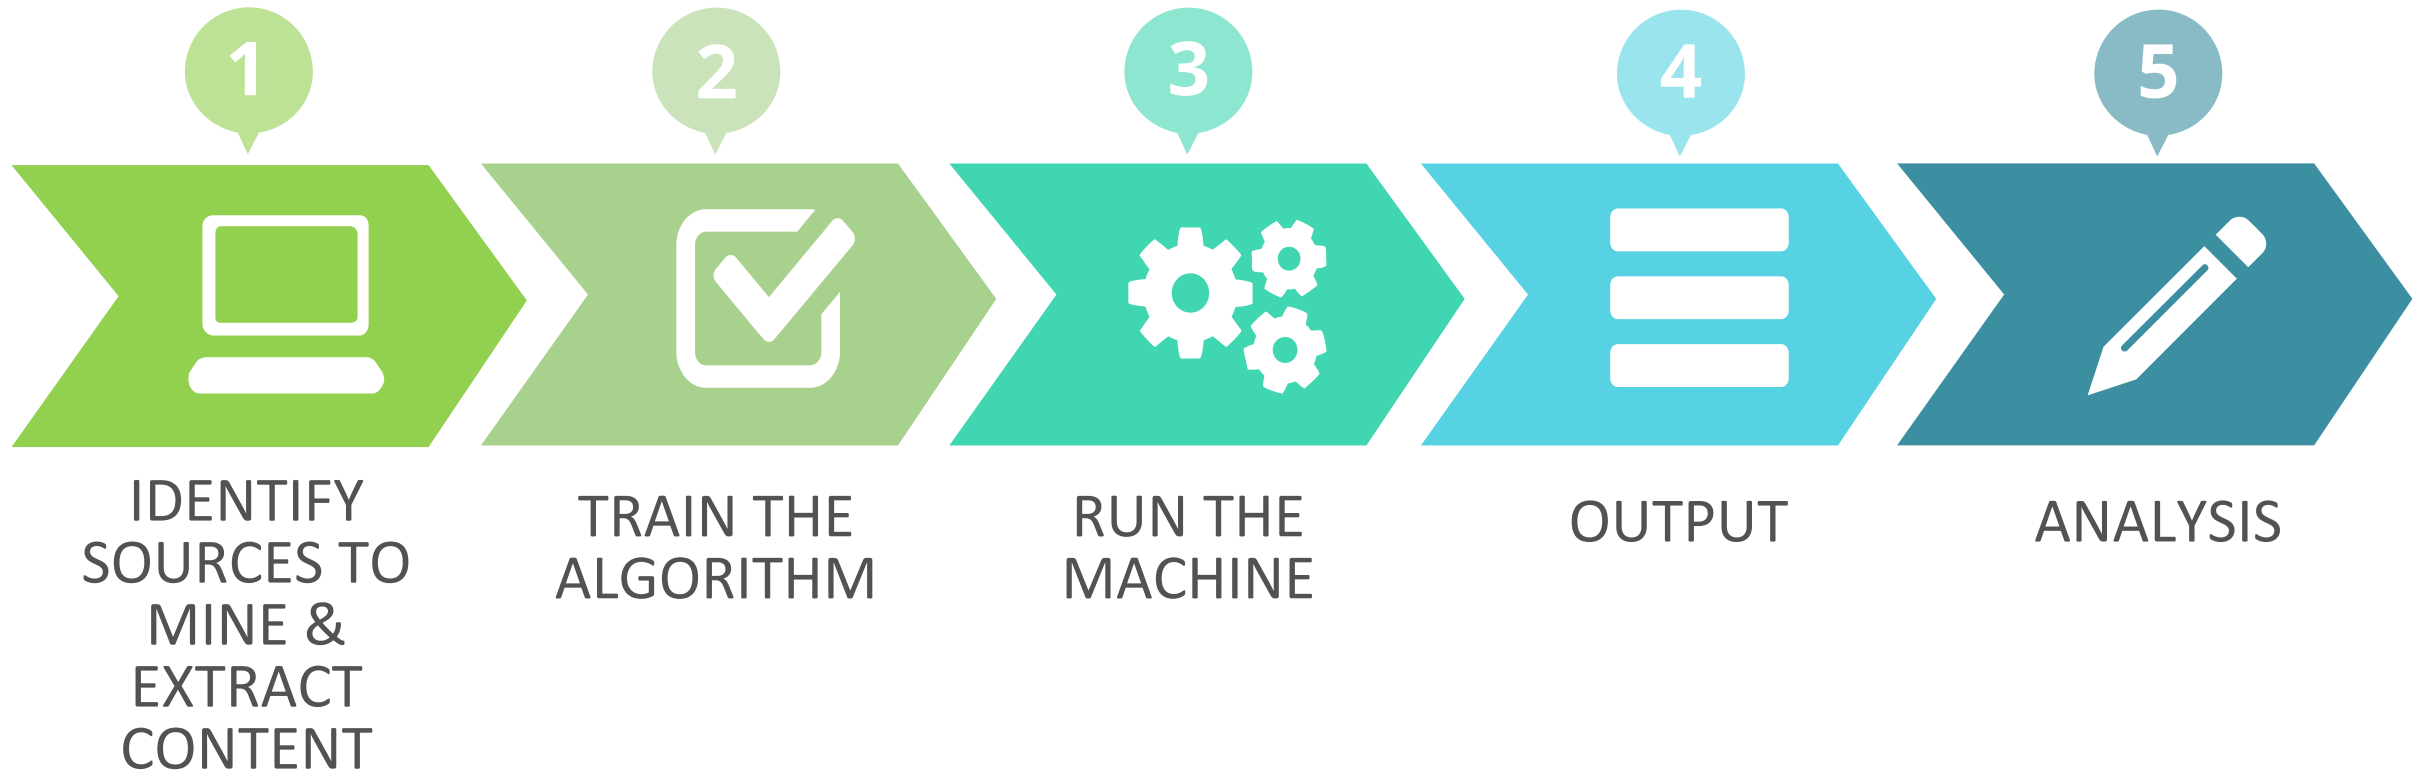 1
2
3
4
5
IDENTIFY
SOURCES TO
MINE &
EXTRACT
CONTENT
TRAIN THE
ALGORITHM
RUN THE
MACHINE
OUTPUT
ANALYSIS